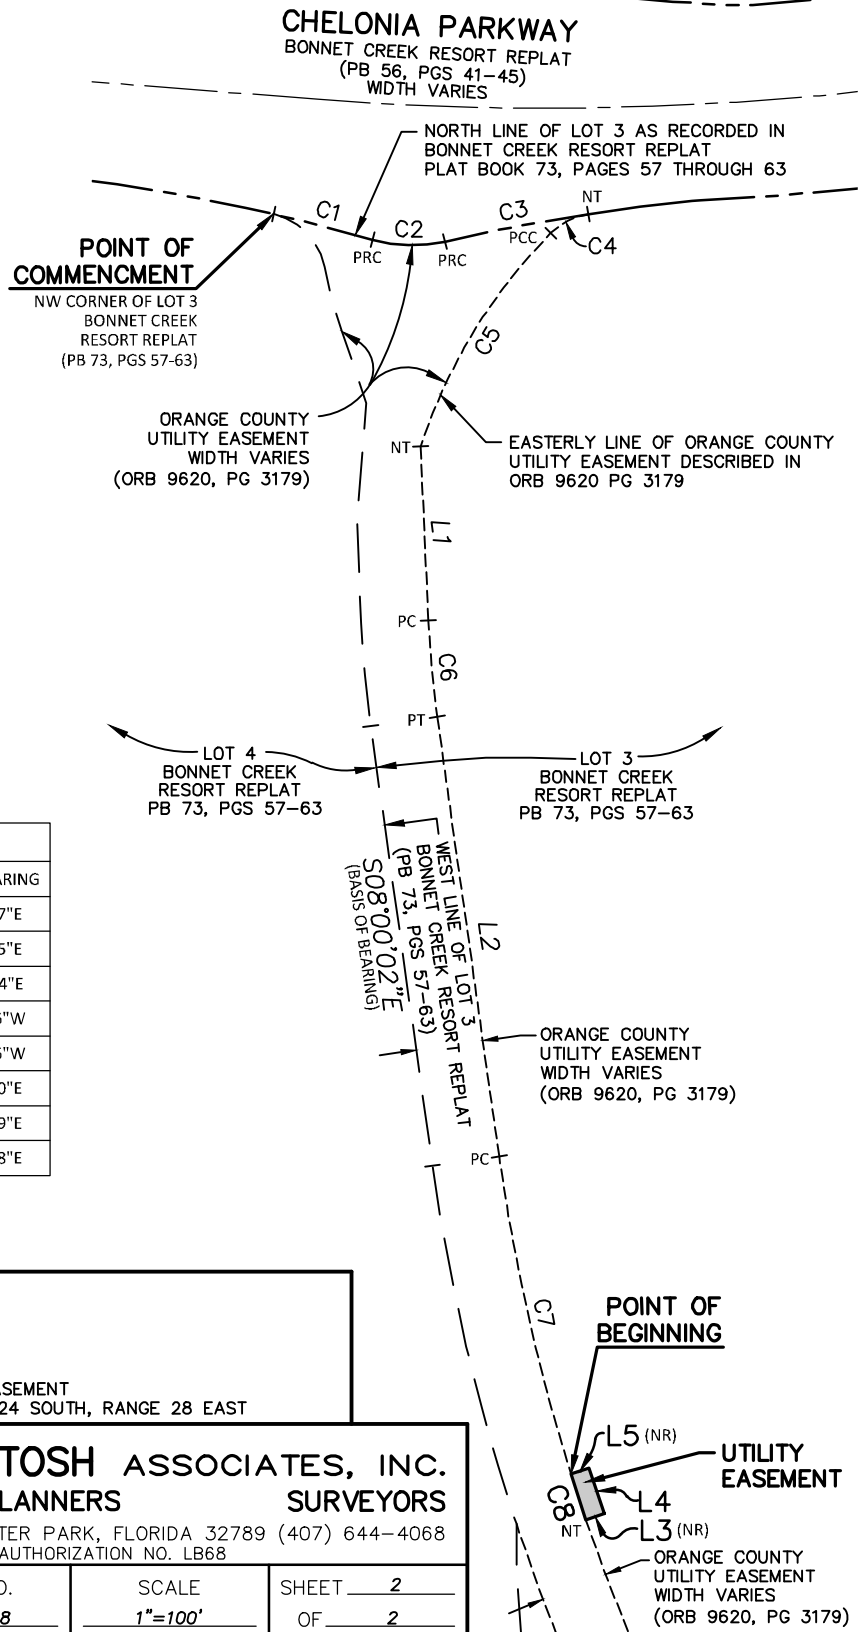 CHELONIA PARKWAY
BONNET CREEK RESORT REPLAT
(PB 56, PGS 41-45)
WIDTH VARIES
NORTH LINE OF LOT 3 AS RECORDED IN
BONNET CREEK RESORT REPLAT
PLAT BOOK 73, PAGES 57 THROUGH 63
C1
C2
C3
NT
PRC
PRC
PCC
C4
POINT OF
COMMENCMENT
NW CORNER OF LOT 3
BONNET CREEK
RESORT REPLAT
(PB 73, PGS 57-63)
C5
ORANGE COUNTY
UTILITY EASEMENT
WIDTH VARIES
(ORB 9620, PG 3179)
NT
EASTERLY LINE OF ORANGE COUNTY
UTILITY EASEMENT DESCRIBED IN
ORB 9620 PG 3179
L1
PC
C6
PT
LOT 4
BONNET CREEK
RESORT REPLAT
PB 73, PGS 57-63
LOT 3
BONNET CREEK
RESORT REPLAT
PB 73, PGS 57-63
WEST LINE OF LOT 3
BONNET CREEK RESORT REPLAT
(PB 73, PGS 57-63)
S08°00'02"E
(BASIS OF BEARING)
L2
ORANGE COUNTY
UTILITY EASEMENT
WIDTH VARIES
(ORB 9620, PG 3179)
PC
ARING
7"E
5"E
4"E
"W
"W
0"E
9"E
8"E
C7
POINT OF
BEGINNING
L5 (NR)
UTILITY
EASEMENT
L4
C8
L3 (NR)
NT
ORANGE COUNTY
UTILITY EASEMENT
WIDTH VARIES
(ORB 9620, PG 3179)
ASEMENT
24 SOUTH, RANGE 28 EAST
TOSH ASSOCIATES, INC.
LANNERS SURVEYORS
TER PARK, FLORIDA 32789 (407) 644-4068
AUTHORIZATION NO. LB68
O.
8
SCALE
1"=100'
SHEET 2
OF 2